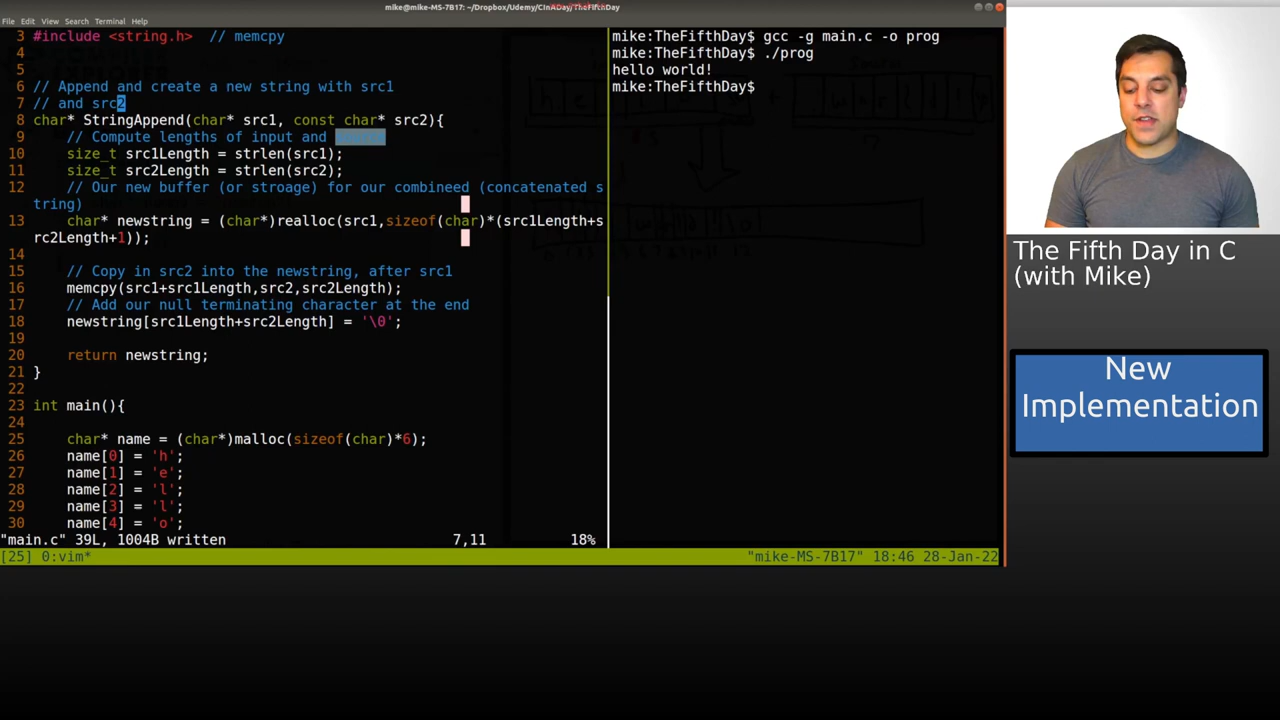 mike@mike-MS-7B17: ~/Dropbox/Udemy/CInaDay/TheFifthDay
File Edit View Search Terminal Help
3 #include <string.h>  // memcpy
4
5
6 // Append and create a new string with src1
7 // and src2
8 char* StringAppend(char* src1, const char* src2){
9     // Compute lengths of input and
10     size_t src1Length = strlen(src1);
11     size_t src2Length = strlen(src2);
12     // Our new buffer (or stroage) for our combineed (concatenated s
tring)
13     char* newstring = (char*)realloc(src1,sizeof(char)*(src1Length+s
rc2Length+1));
14
15     // Copy in src2 into the newstring, after src1
16     memcpy(src1+src1Length,src2,src2Length);
17     // Add our null terminating character at the end
18     newstring[src1Length+src2Length] = '\0';
19
20     return newstring;
21 }
22
23 int main(){
24
25     char* name = (char*)malloc(sizeof(char)*6);
26     name[0] = 'h';
27     name[1] = 'e';
28     name[2] = 'l';
29     name[3] = 'l';
30     name[4] = 'o';
"main.c" 39L, 1004B written 7,11 18%
[25] 0:vim* "mike-MS-7B17" 18:46 28-Jan-22
mike:TheFifthDay$ gcc -g main.c -o prog
mike:TheFifthDay$ ./prog
hello world!
mike:TheFifthDay$
The Fifth Day in C
(with Mike)
New
Implementation